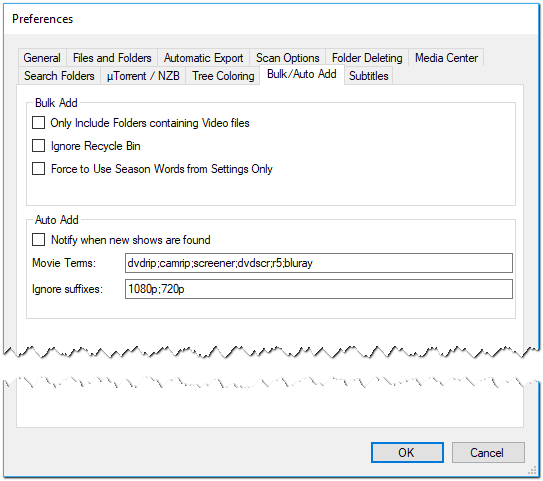 Preferences
General Files and Folders Automatic Export Scan Options Folder Deleting Media Center
Search Folders µTorrent / NZB Tree Coloring Bulk/Auto Add Subtitles
Bulk Add
Only Include Folders containing Video files
Ignore Recycle Bin
Force to Use Season Words from Settings Only
Auto Add
Notify when new shows are found
Movie Terms: dvdrip;camrip;screener;dvdscr;r5;bluray
Ignore suffixes: 1080p;720p
OK Cancel